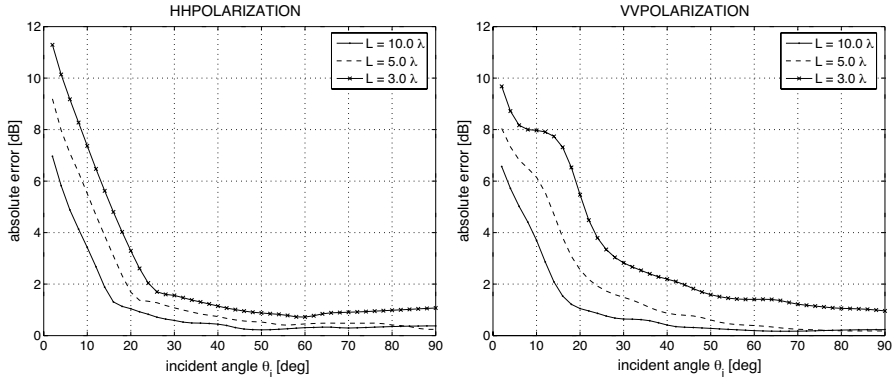 HHPOLARIZATION
12
10
8
6
4
2
0
absolute error [dB]
L = 10.0 λ
L = 5.0 λ
L = 3.0 λ
0 10 20 30 40 50 60 70 80 90
incident angle θi [deg]
VVPOLARIZATION
12
10
8
6
4
2
0
absolute error [dB]
L = 10.0 λ
L = 5.0 λ
L = 3.0 λ
0 10 20 30 40 50 60 70 80 90
incident angle θi [deg]